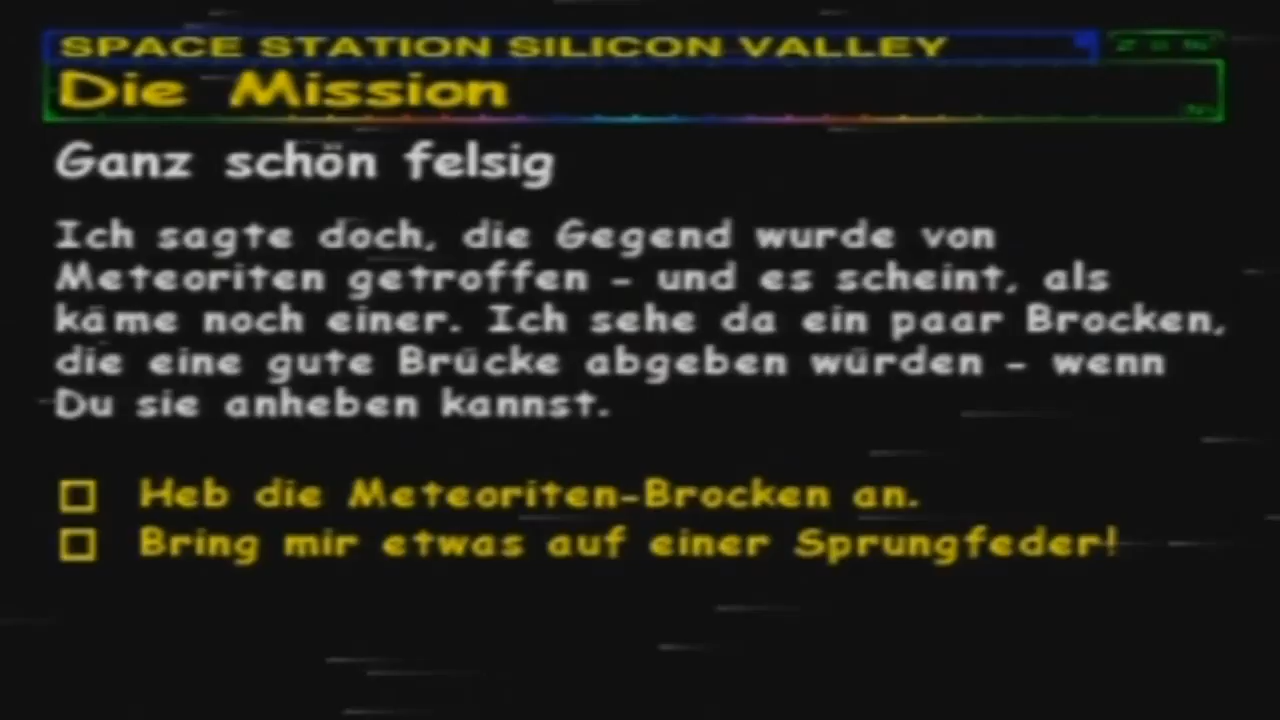 SPACE STATION SILICON VALLEY
Die Mission
Ganz schön felsig
Ich sagte doch, die Gegend wurde von
Meteoriten getroffen - und es scheint, als
käme noch einer. Ich sehe da ein paar Brocken,
die eine gute Brücke abgeben würden - wenn
Du sie anheben kannst.
Heb die Meteoriten-Brocken an.
Bring mir etwas auf einer Sprungfeder!